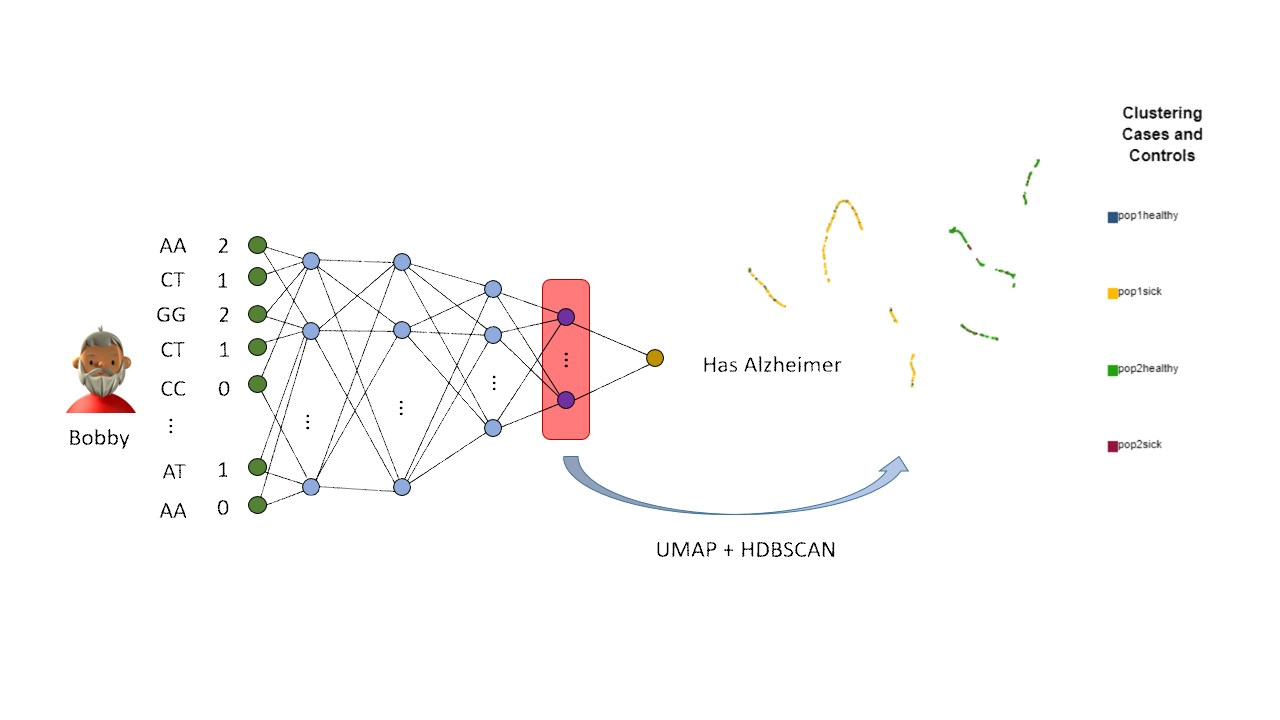 AA 2
CT 1
GG 2
CT 1
CC 0
⋮
AT 1
AA 0
Bobby
⋮
⋮
⋮
⋮
Has Alzheimer
UMAP + HDBSCAN
Clustering
Cases and
Controls
pop1healthy
pop1sick
pop2healthy
pop2sick